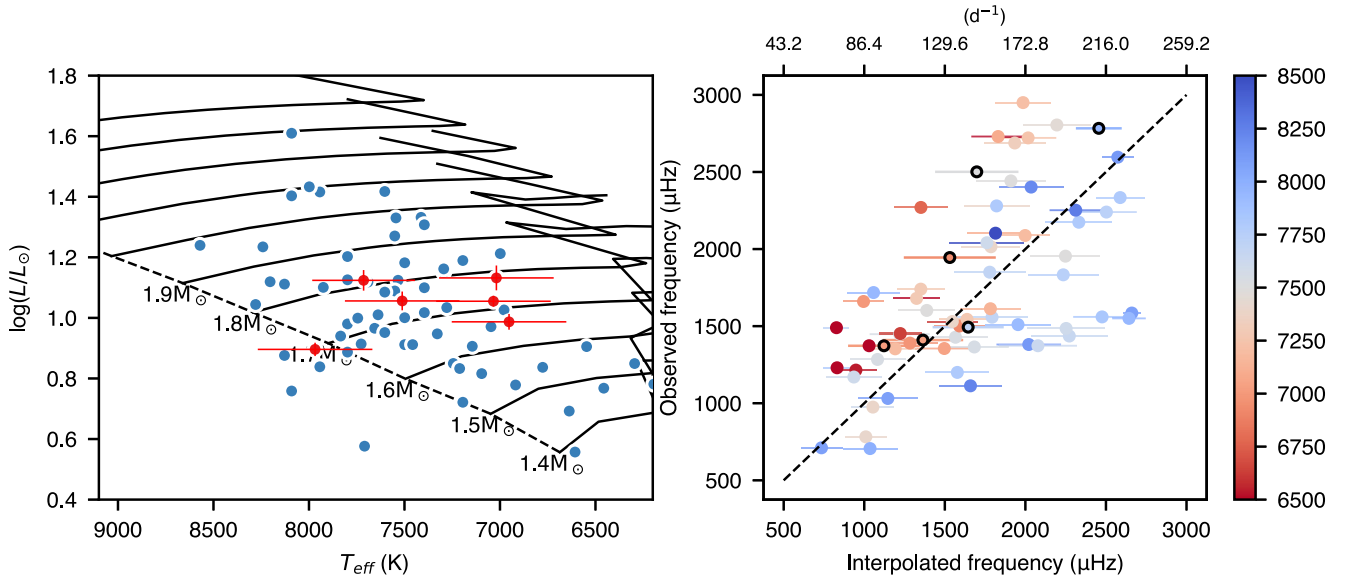 1.8
1.6
1.4
1.2
1.0
0.8
0.6
0.4
log(L/L☉)
1.9M☉
1.8M☉
1.7M☉
1.6M☉
1.5M☉
1.4M☉
9000 8500 8000 7500 7000 6500
Teff (K)
(d⁻¹)
43.2 86.4 129.6 172.8 216.0 259.2
3000
2500
2000
1500
1000
500
Observed frequency (μHz)
500 1000 1500 2000 2500 3000
Interpolated frequency (μHz)
8500
8250
8000
7750
7500
7250
7000
6750
6500